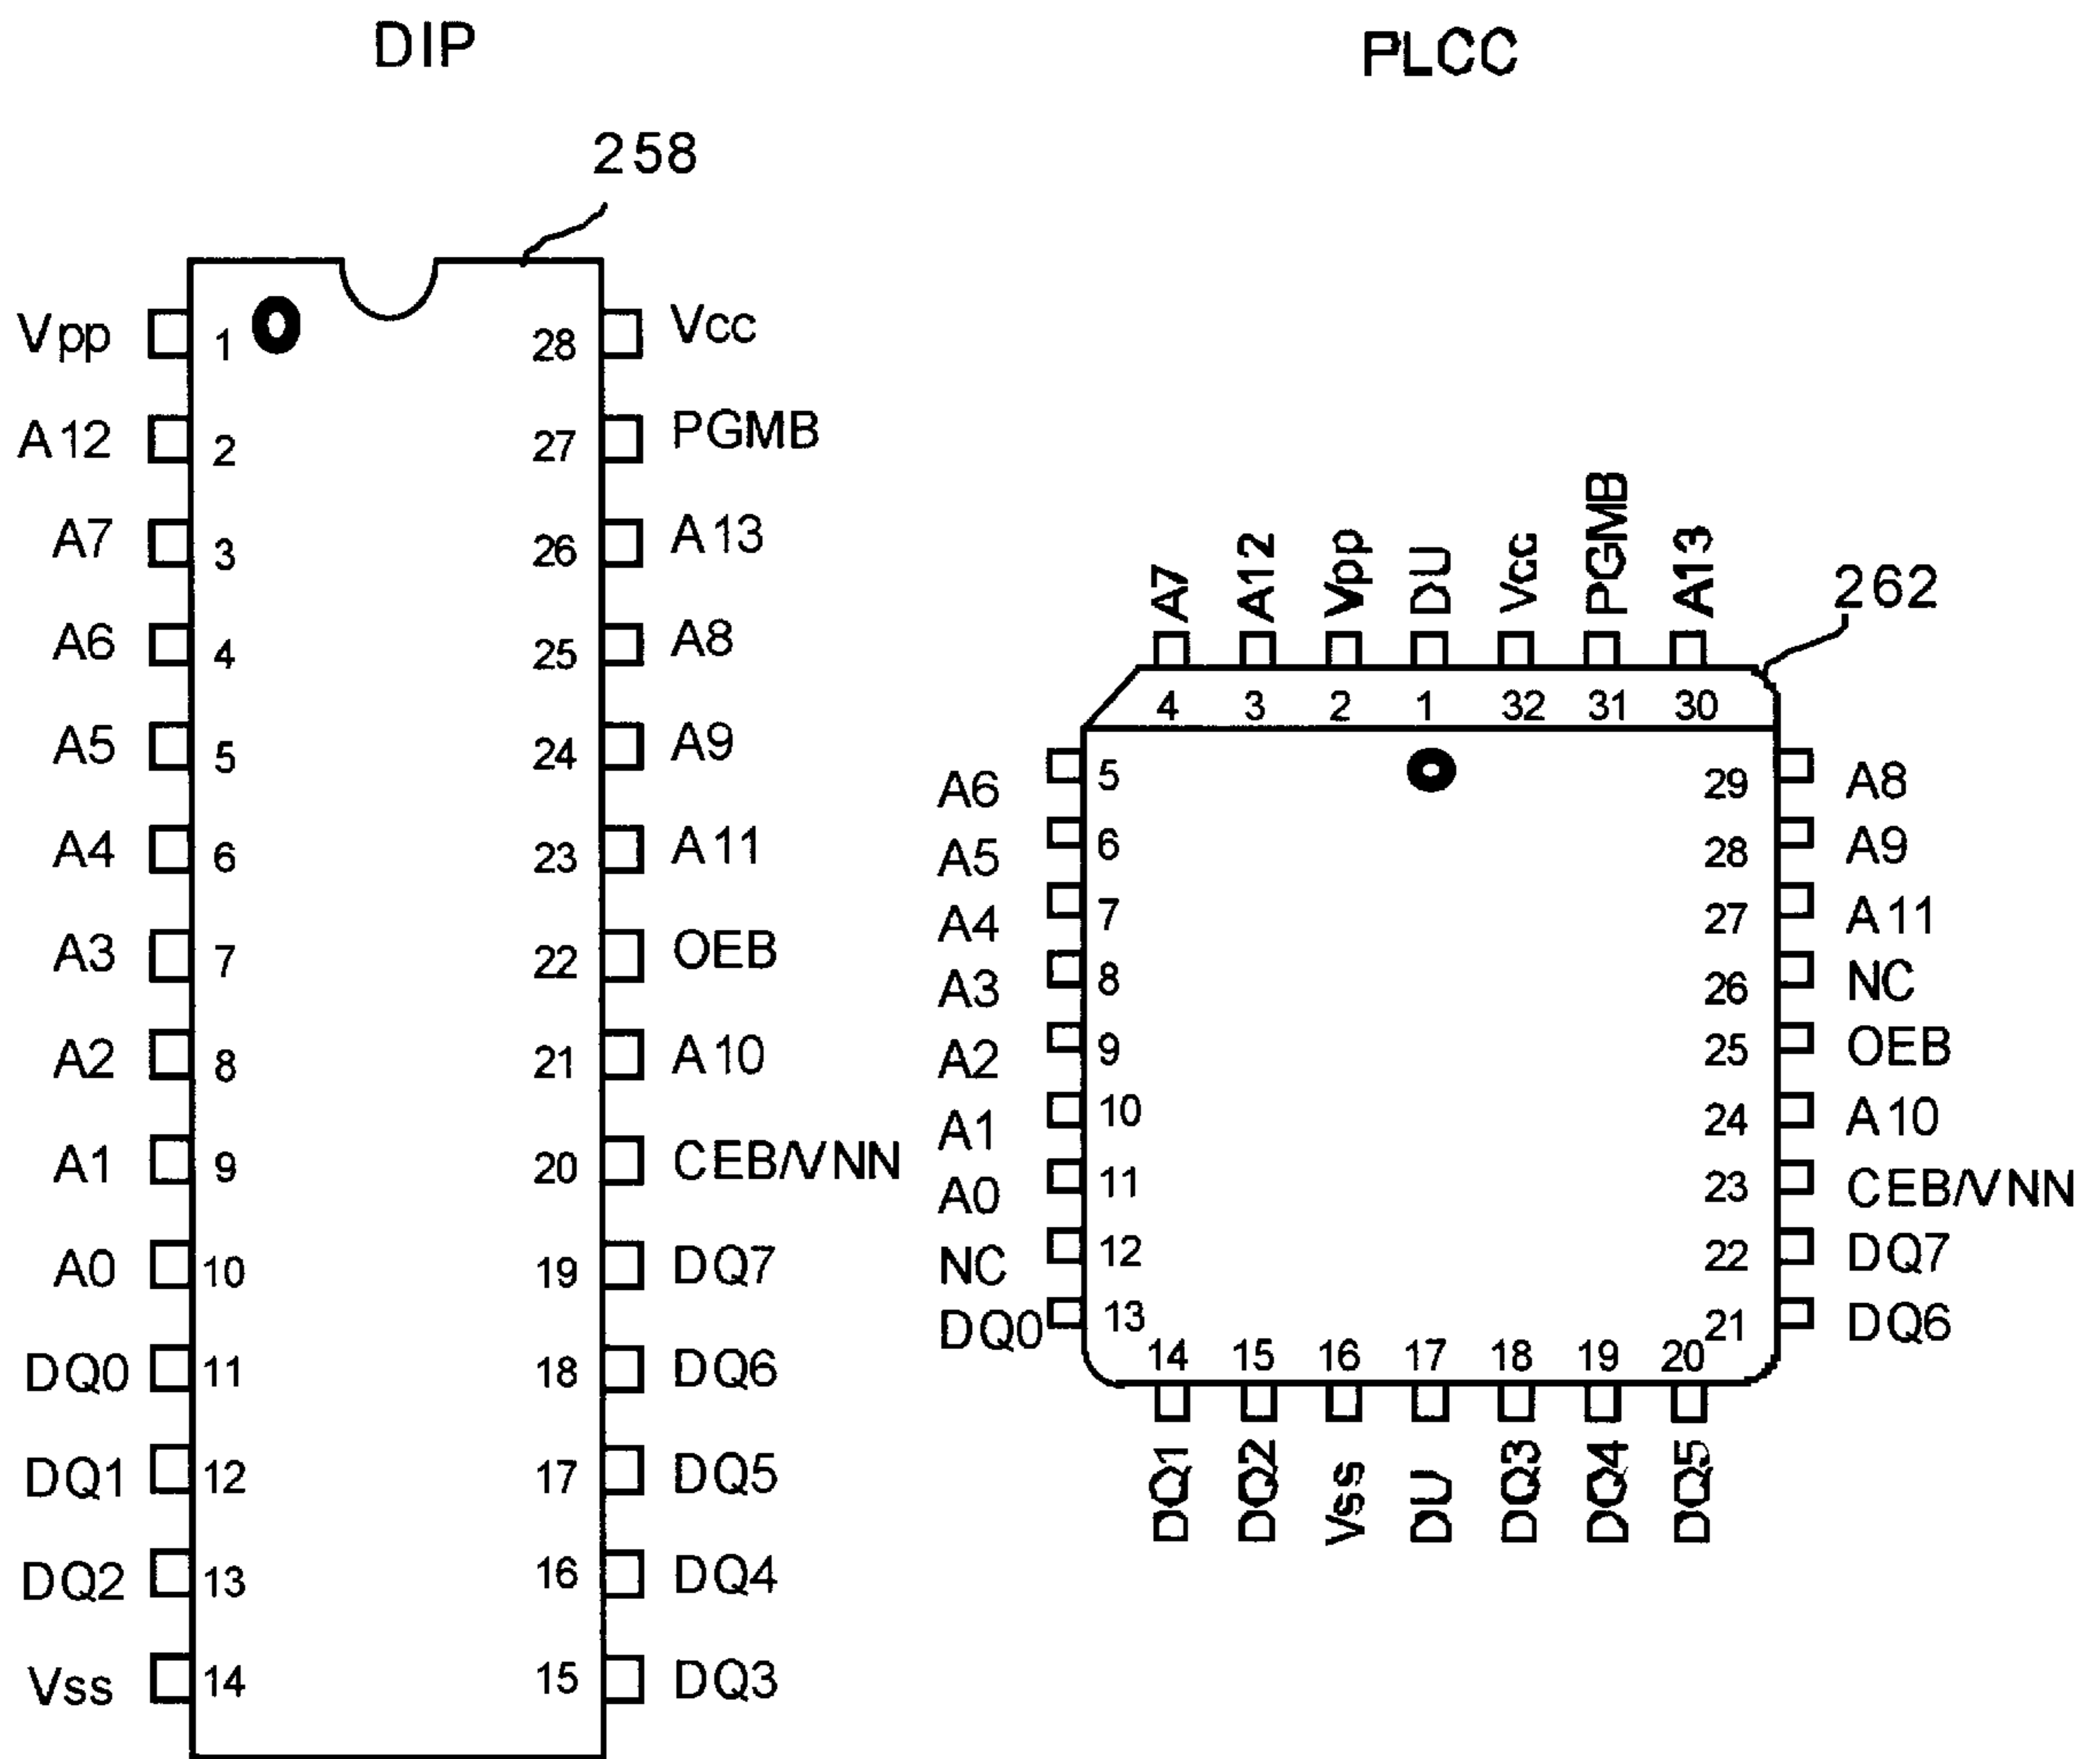 DIP
258
Vpp 1 28 Vcc
A12 2 27 PGMB
A7 3 26 A13
A6 4 25 A8
A5 5 24 A9
A4 6 23 A11
A3 7 22 OEB
A2 8 21 A10
A1 9 20 CEB/VNN
A0 10 19 DQ7
DQ0 11 18 DQ6
DQ1 12 17 DQ5
DQ2 13 16 DQ4
Vss 14 15 DQ3
PLCC
262
A7 A12 Vpp DU Vcc PGMB A13
4 3 2 1 32 31 30
A6 5 29 A8
A5 6 28 A9
A4 7 27 A11
A3 8 26 NC
A2 9 25 OEB
A1 10 24 A10
A0 11 23 CEB/VNN
NC 12 22 DQ7
DQ0 13 21 DQ6
14 15 16 17 18 19 20
DQ1 DQ2 Vss DU DQ3 DQ4 DQ5